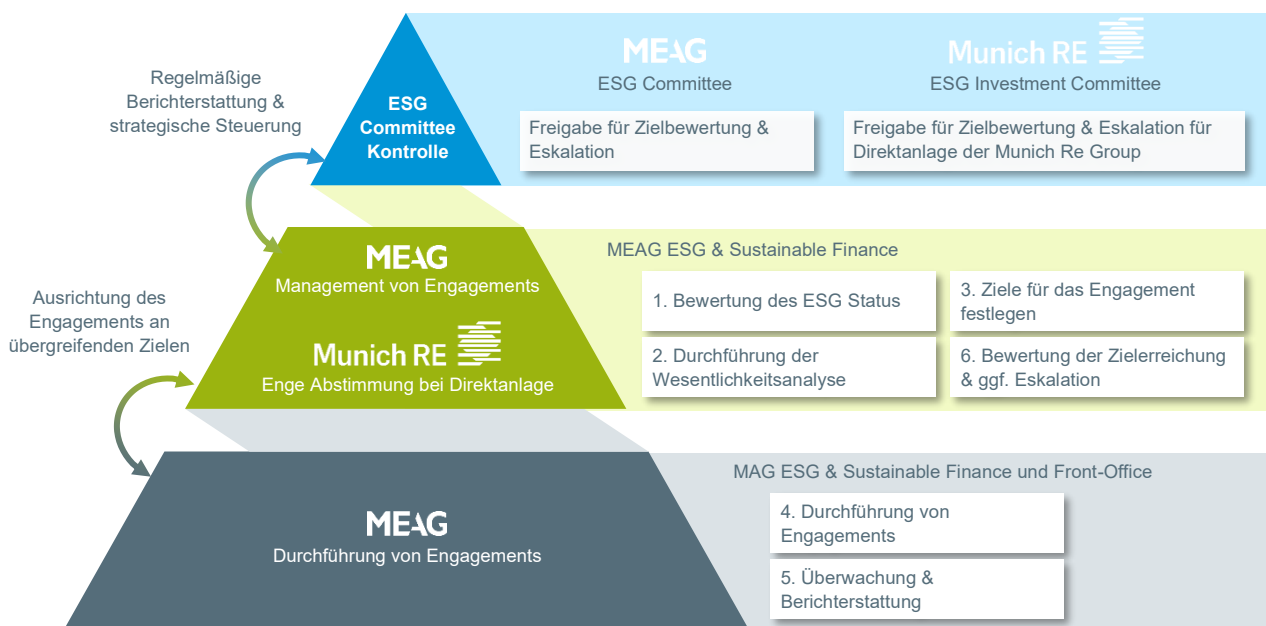 Regelmäßige
Berichterstattung &
strategische Steuerung
ESG
Committee
Kontrolle
MEAG
ESG Committee
Freigabe für Zielbewertung &
Eskalation
Munich RE
ESG Investment Committee
Freigabe für Zielbewertung & Eskalation für
Direktanlage der Munich Re Group
Ausrichtung des
Engagements an
übergreifenden Zielen
MEAG
Management von Engagements
Munich RE
Enge Abstimmung bei Direktanlage
MEAG ESG & Sustainable Finance
1. Bewertung des ESG Status
2. Durchführung der
Wesentlichkeitsanalyse
3. Ziele für das Engagement
festlegen
6. Bewertung der Zielerreichung
& ggf. Eskalation
MEAG
Durchführung von Engagements
MAG ESG & Sustainable Finance und Front-Office
4. Durchführung von
Engagements
5. Überwachung &
Berichterstattung